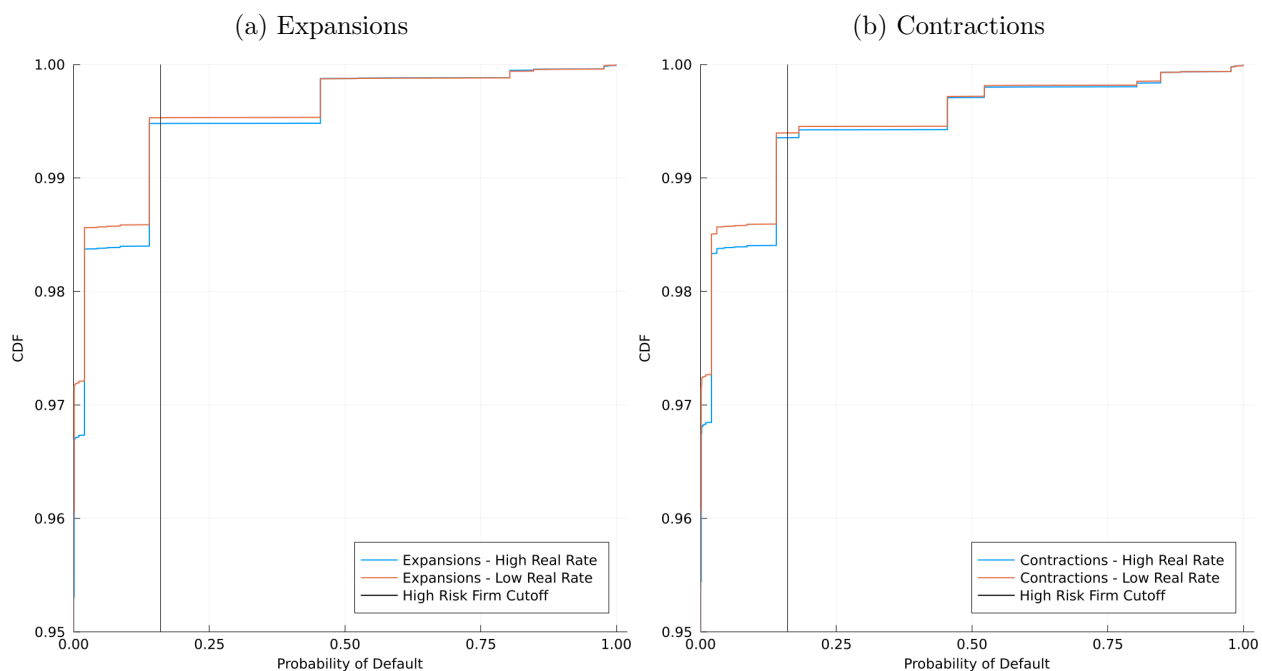 (a) Expansions
1.00
0.99
0.98
0.97
0.96
0.95
CDF
0.00 0.25 0.50 0.75 1.00
Probability of Default
Expansions - High Real Rate
Expansions - Low Real Rate
High Risk Firm Cutoff
(b) Contractions
1.00
0.99
0.98
0.97
0.96
0.95
CDF
0.00 0.25 0.50 0.75 1.00
Probability of Default
Contractions - High Real Rate
Contractions - Low Real Rate
High Risk Firm Cutoff